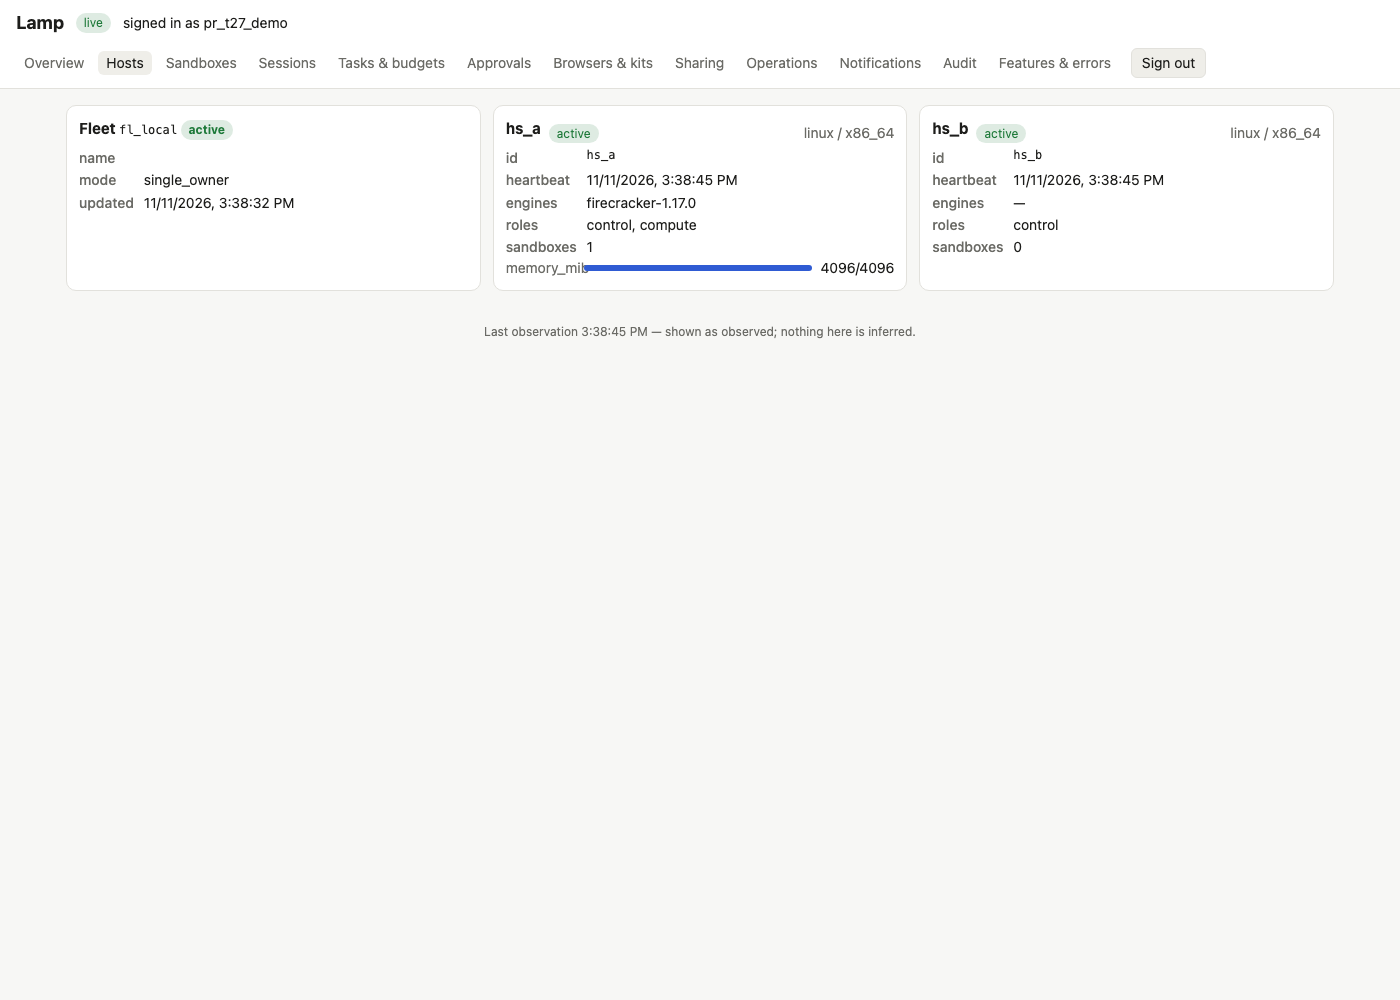 Lamp live signed in as pr_t27_demo
Overview Hosts Sandboxes Sessions Tasks & budgets Approvals Browsers & kits Sharing Operations Notifications Audit Features & errors Sign out
Fleet fl_local active
name
mode single_owner
updated 11/11/2026, 3:38:32 PM
hs_a active linux / x86_64
id hs_a
heartbeat 11/11/2026, 3:38:45 PM
engines firecracker-1.17.0
roles control, compute
sandboxes 1
memory_mib 4096/4096
hs_b active linux / x86_64
id hs_b
heartbeat 11/11/2026, 3:38:45 PM
engines —
roles control
sandboxes 0
Last observation 3:38:45 PM — shown as observed; nothing here is inferred.